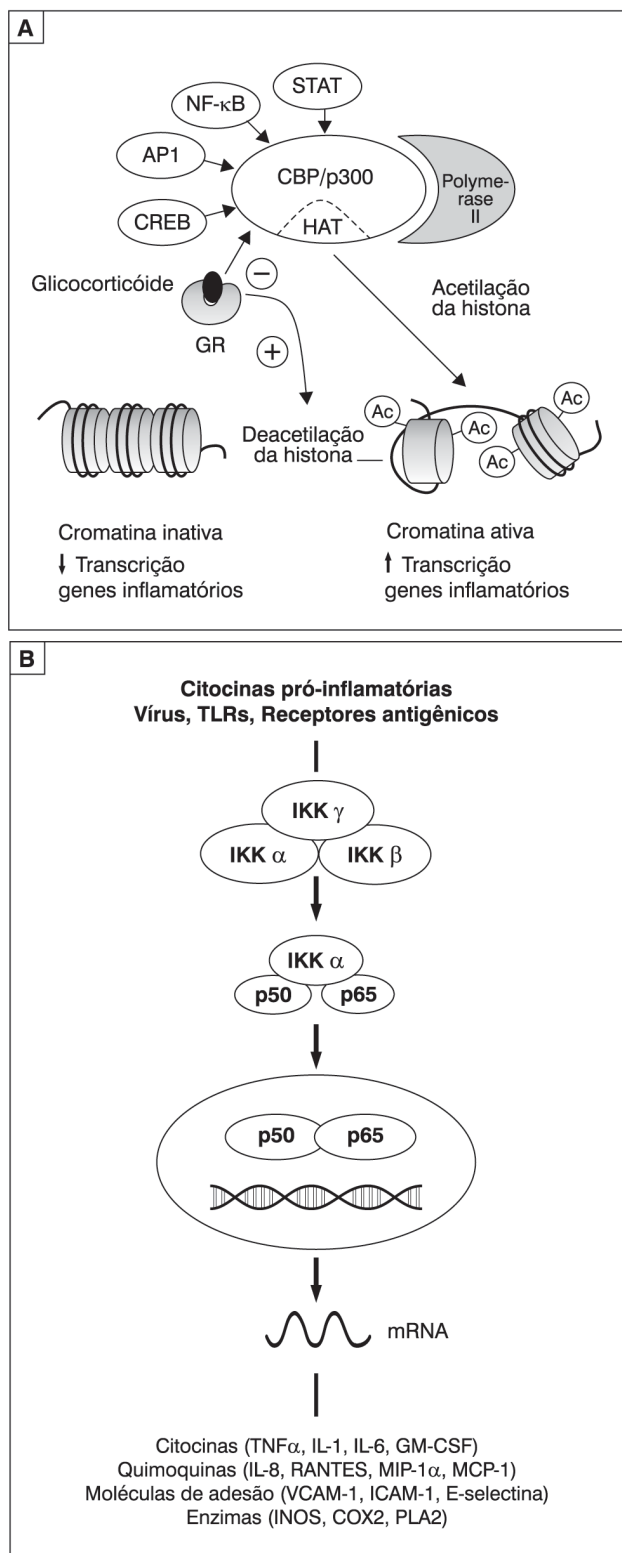 A
STAT
NF-κB
AP1
CREB
CBP/p300
HAT
Polyme-
rase
II
Glicocorticóide
GR
−
+
Acetilação
da histona
Ac
Ac
Ac
Ac
Deacetilação
da histona
Cromatina inativa
Transcrição
genes inflamatórios
Cromatina ativa
Transcrição
genes inflamatórios
B
Citocinas pró-inflamatórias
Vírus, TLRs, Receptores antigênicos
IKK γ
IKK α
IKK β
IKK α
p50
p65
p50
p65
mRNA
Citocinas (TNFα, IL-1, IL-6, GM-CSF)
Quimoquinas (IL-8, RANTES, MIP-1α, MCP-1)
Moléculas de adesão (VCAM-1, ICAM-1, E-selectina)
Enzimas (INOS, COX2, PLA2)